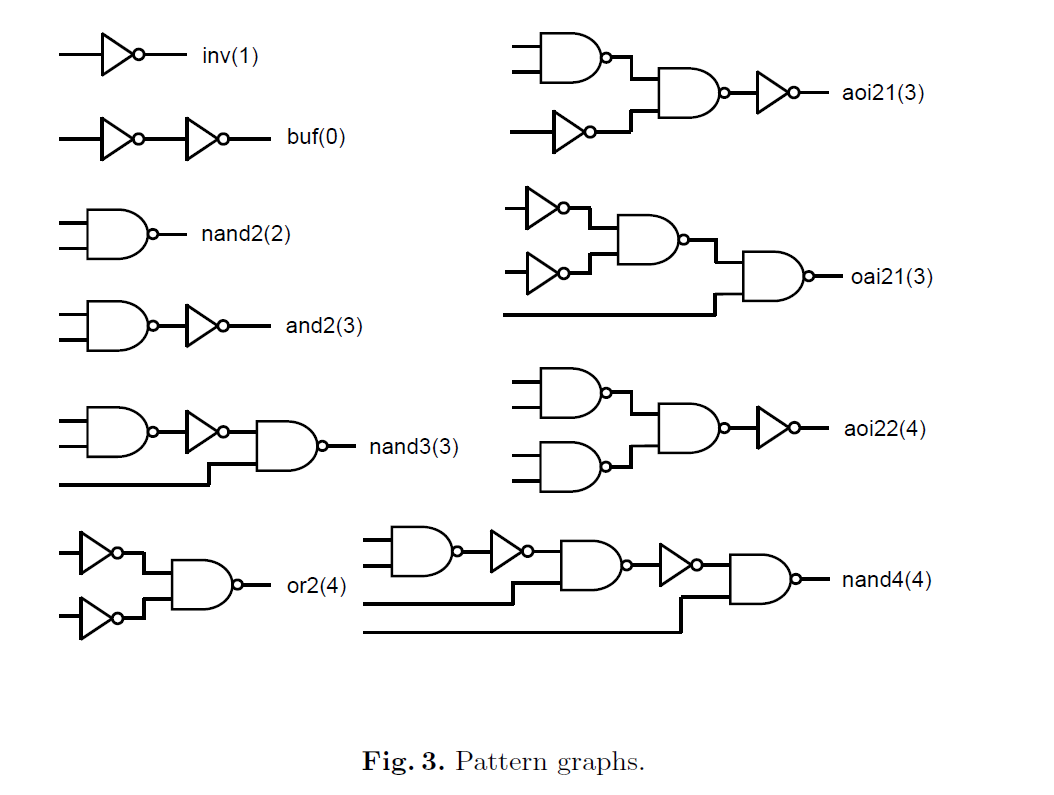 inv(1)
buf(0)
nand2(2)
and2(3)
nand3(3)
or2(4)
aoi21(3)
oai21(3)
aoi22(4)
nand4(4)
Fig. 3. Pattern graphs.